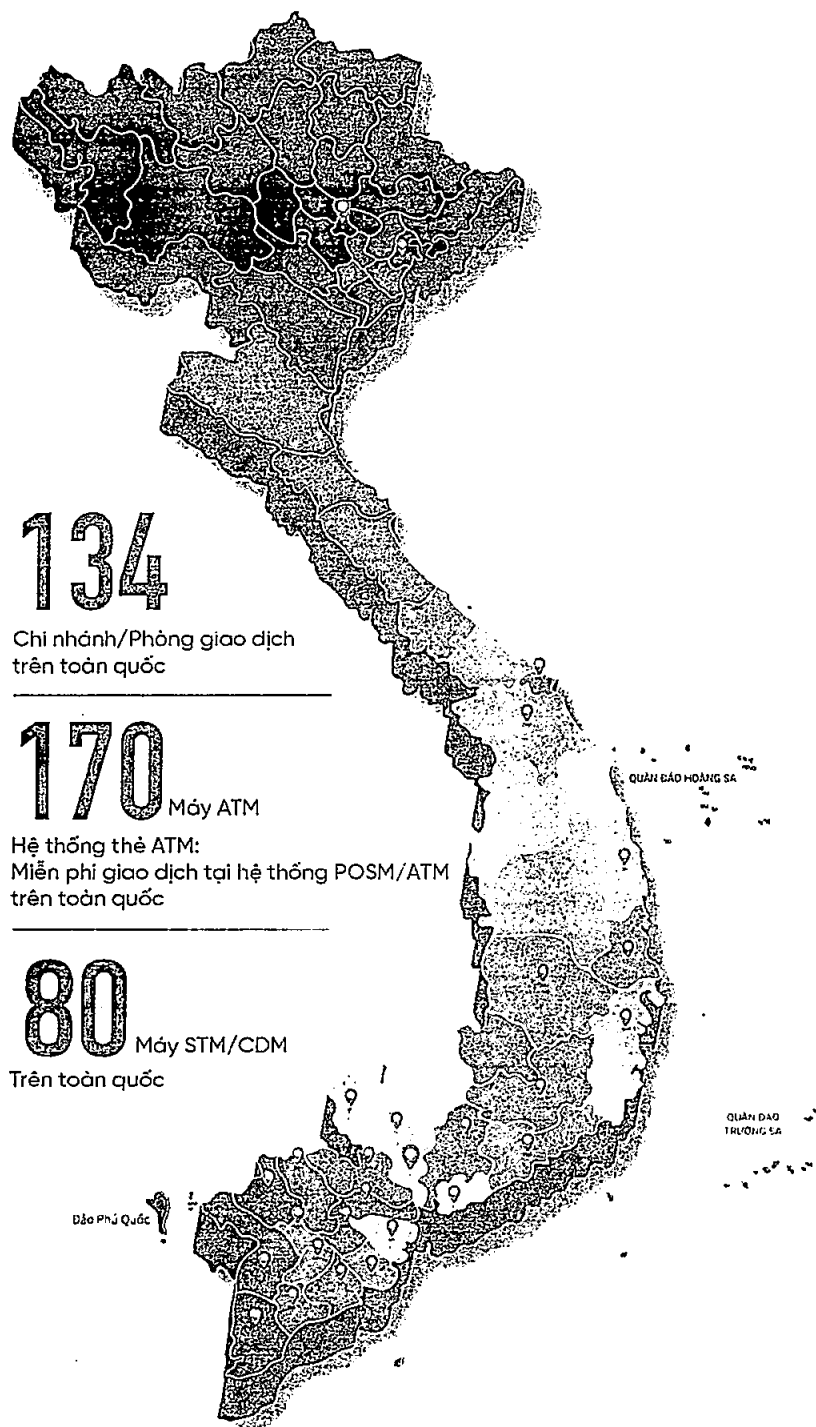 134
Chi nhánh/Phòng giao dịch
trên toàn quốc
170 Máy ATM
Hệ thống thẻ ATM:
Miễn phí giao dịch tại hệ thống POSM/ATM
trên toàn quốc
QUẦN ĐẢO HOÀNG SA
80 Máy STM/CDM
Trên toàn quốc
QUẦN ĐẢO
TRƯỜNG SA
Đảo Phú Quốc